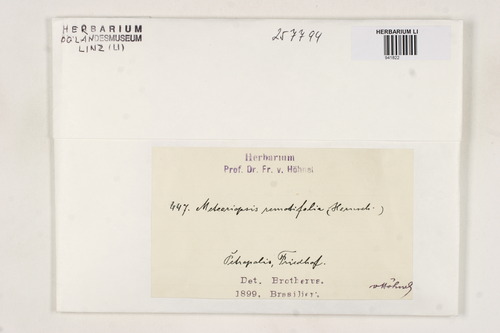 HERBARIUM
OÖ LANDESMUSEUM
LINZ (LI)
257794
HERBARIUM LI
941822
Herbarium
Prof. Dr. Fr. v. Höhnel
447. Meteoriopsis remotifolia (Hornsch.)
Petropolis, Friedhof.
Det. Brotherus.
1899, Brasilien.
v Höhnel